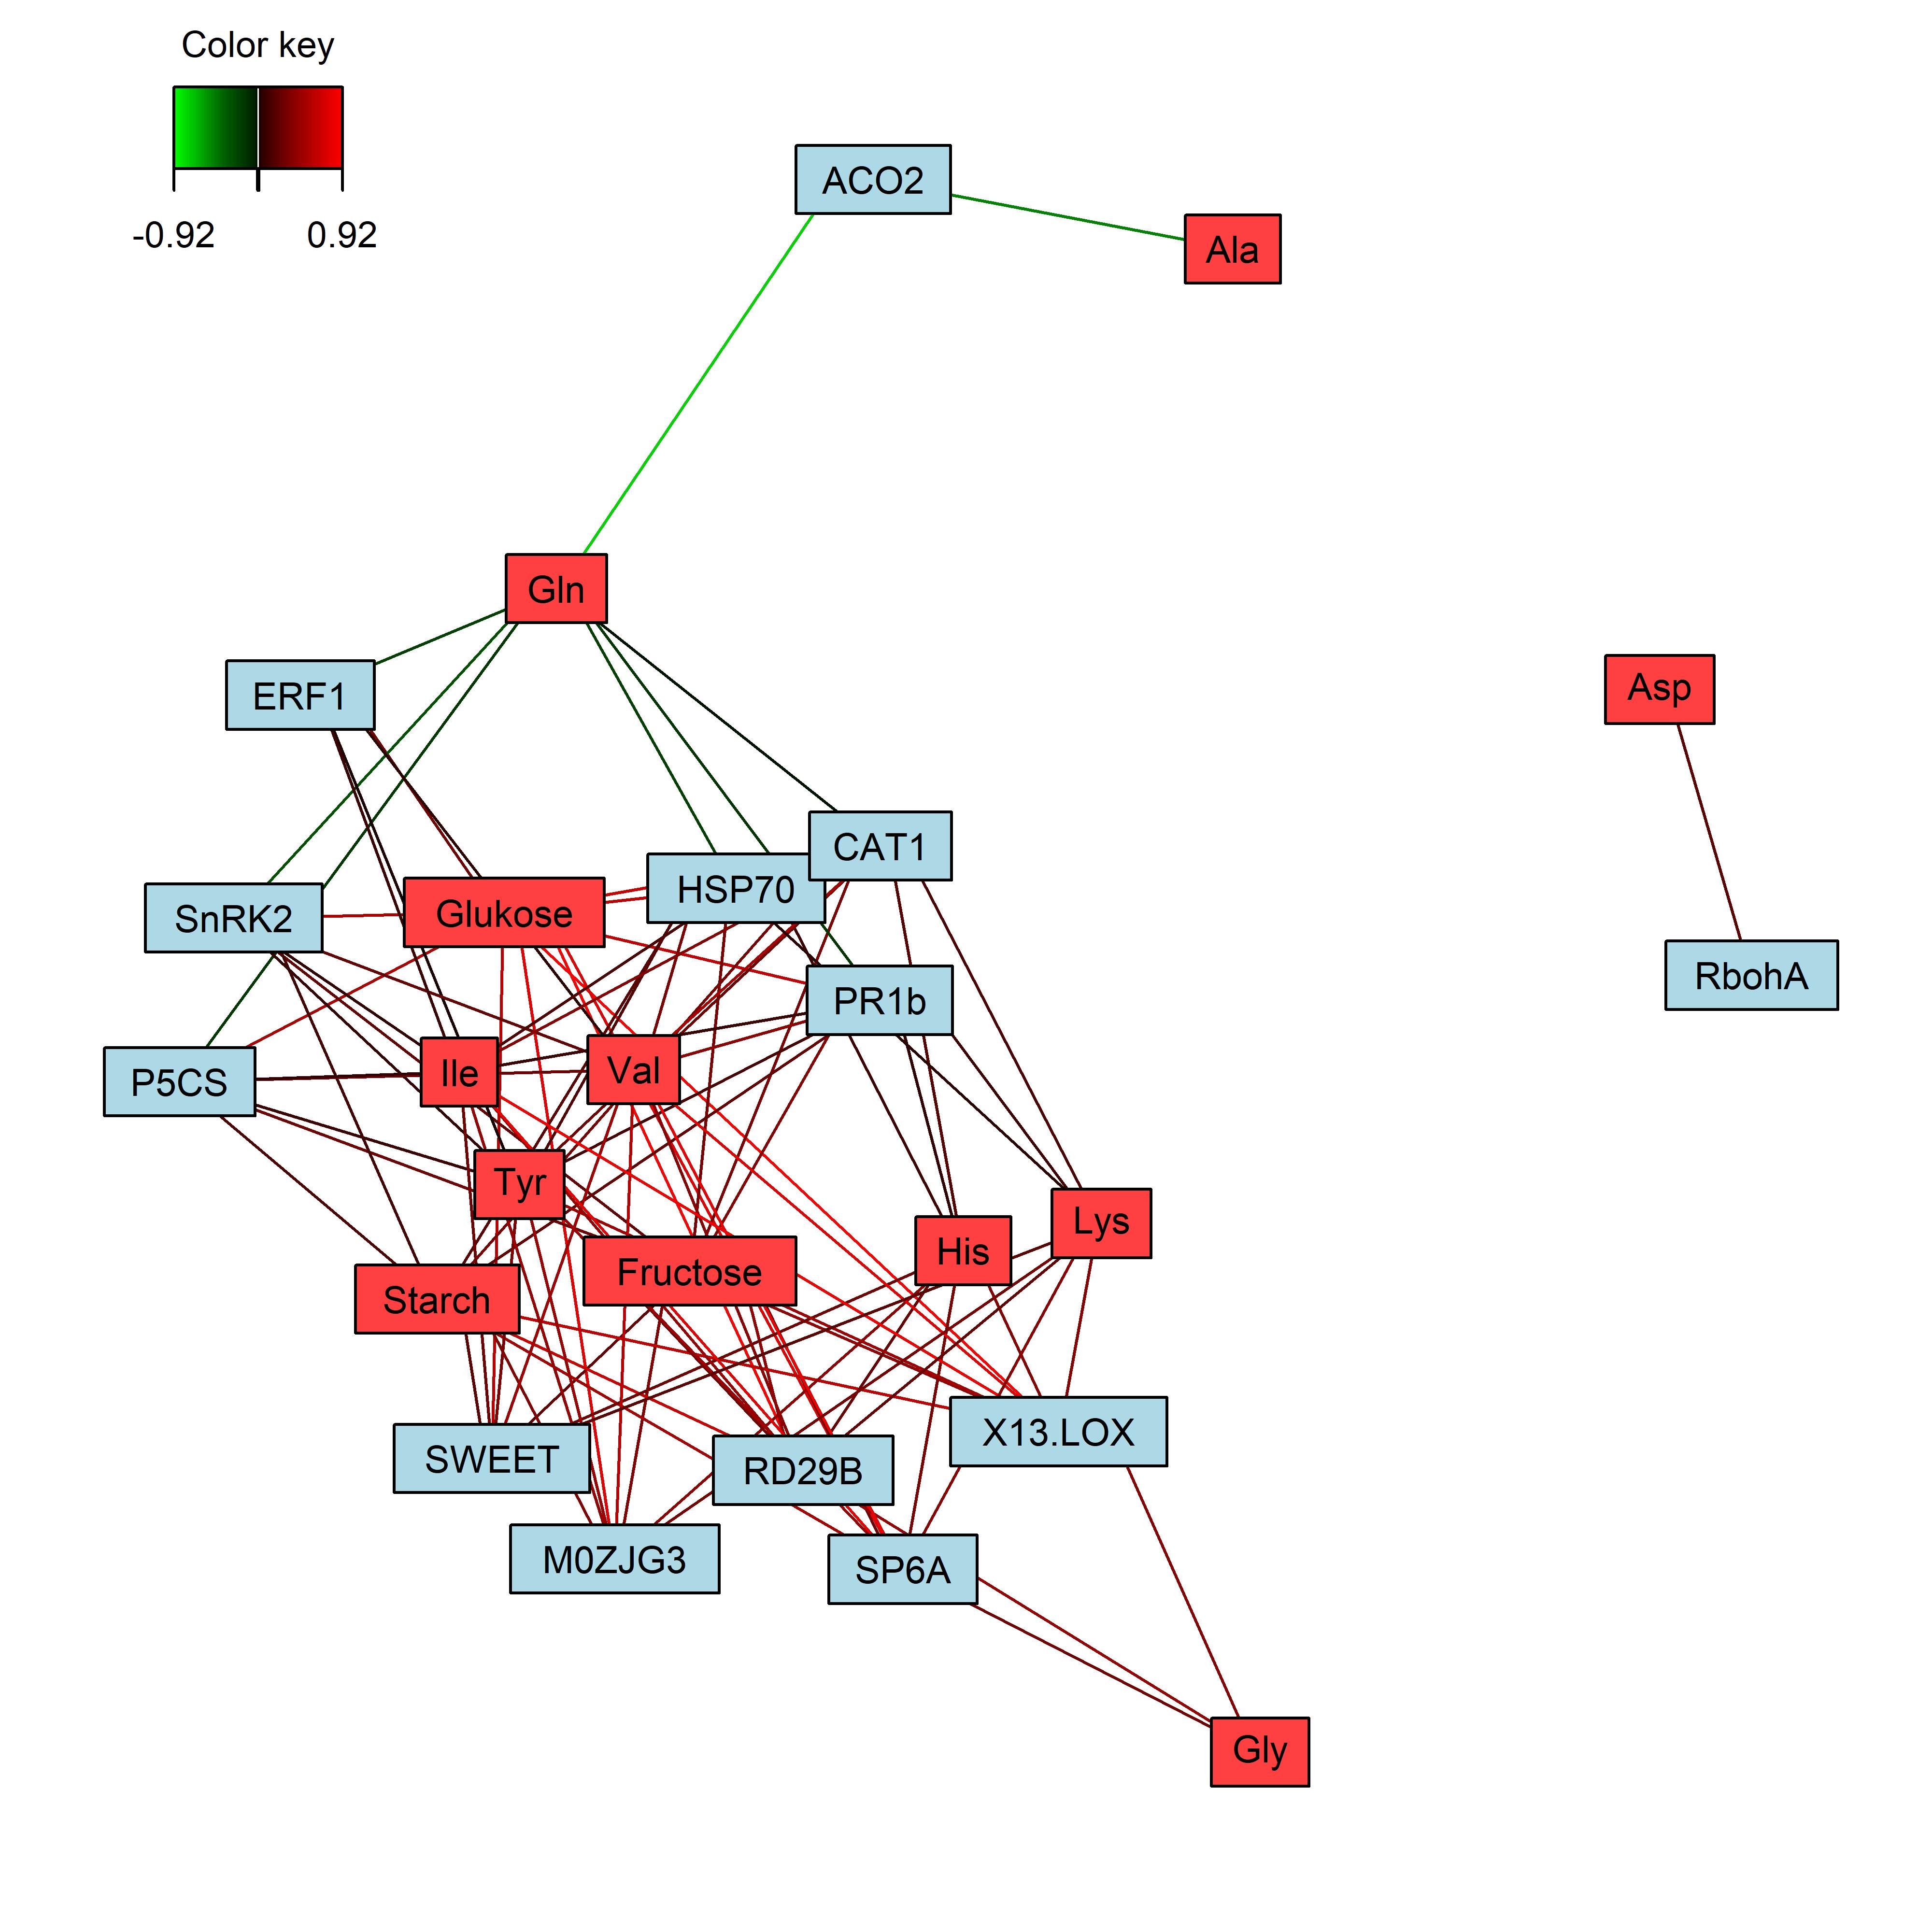 Color key
-0.92 0.92
ACO2
Ala
Gln
ERF1
Asp
CAT1
HSP70
SnRK2
Glukose
RbohA
PR1b
P5CS
Ile
Val
Tyr
Lys
His
Fructose
Starch
X13.LOX
SWEET
RD29B
M0ZJG3
SP6A
Gly